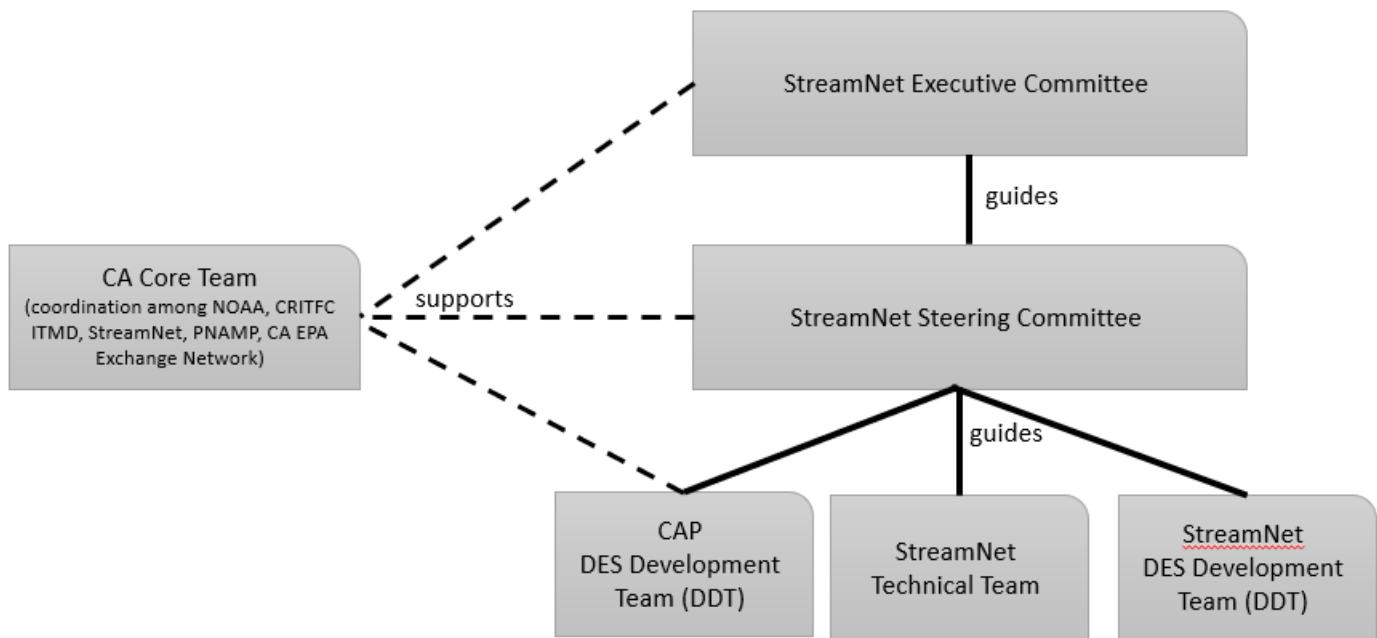 StreamNet Executive Committee
guides
CA Core Team
(coordination among NOAA, CRITFC
ITMD, StreamNet, PNAMP, CA EPA
Exchange Network)
supports
StreamNet Steering Committee
guides
CAP
DES Development
Team (DDT)
StreamNet
Technical Team
StreamNet
DES Development
Team (DDT)